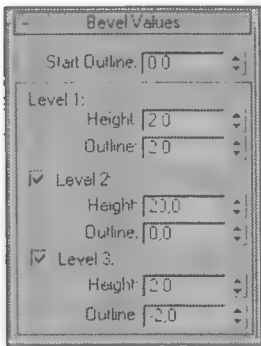 - Bevel Values
Start Outline: 0.0
Level 1:
Height: 2.0
Outline: 2.0
Level 2:
Height: 20,0
Outline: 0,0
Level 3:
Height: 2.0
Outline: -2,0